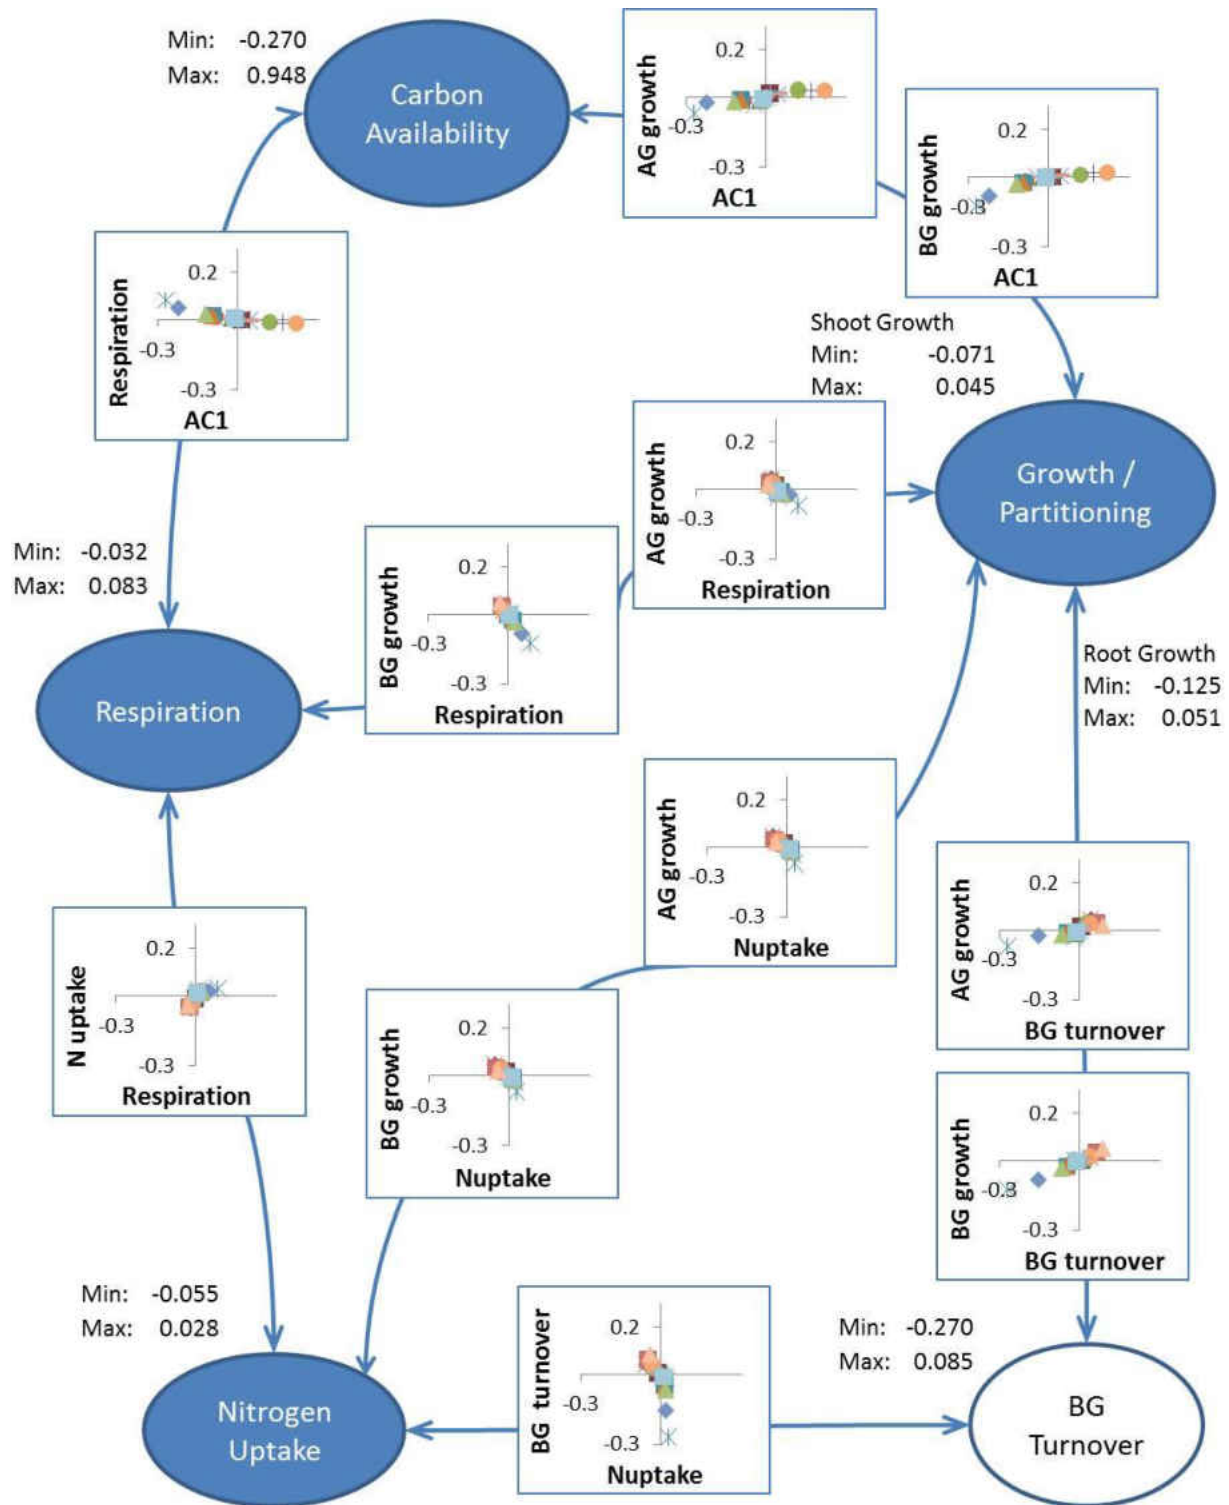 Min: -0.270
Max: 0.948
Carbon
Availability
0.2
AG growth
-0.3
-0.3
AC1
0.2
BG growth
-0.3
-0.3
AC1
0.2
Respiration
-0.3
-0.3
AC1
Shoot Growth
Min: -0.071
Max: 0.045
Growth /
Partitioning
0.2
AG growth
-0.3
-0.3
Respiration
Min: -0.032
Max: 0.083
0.2
BG growth
-0.3
-0.3
Respiration
Respiration
Root Growth
Min: -0.125
Max: 0.051
0.2
AG growth
-0.3
-0.3
Nuptake
0.2
AG growth
-0.3
-0.3
BG turnover
0.2
N uptake
-0.3
-0.3
Respiration
0.2
BG growth
-0.3
-0.3
Nuptake
0.2
BG growth
-0.3
-0.3
BG turnover
Min: -0.055
Max: 0.028
Nitrogen
Uptake
0.2
BG turnover
-0.3
-0.3
Nuptake
Min: -0.270
Max: 0.085
BG
Turnover